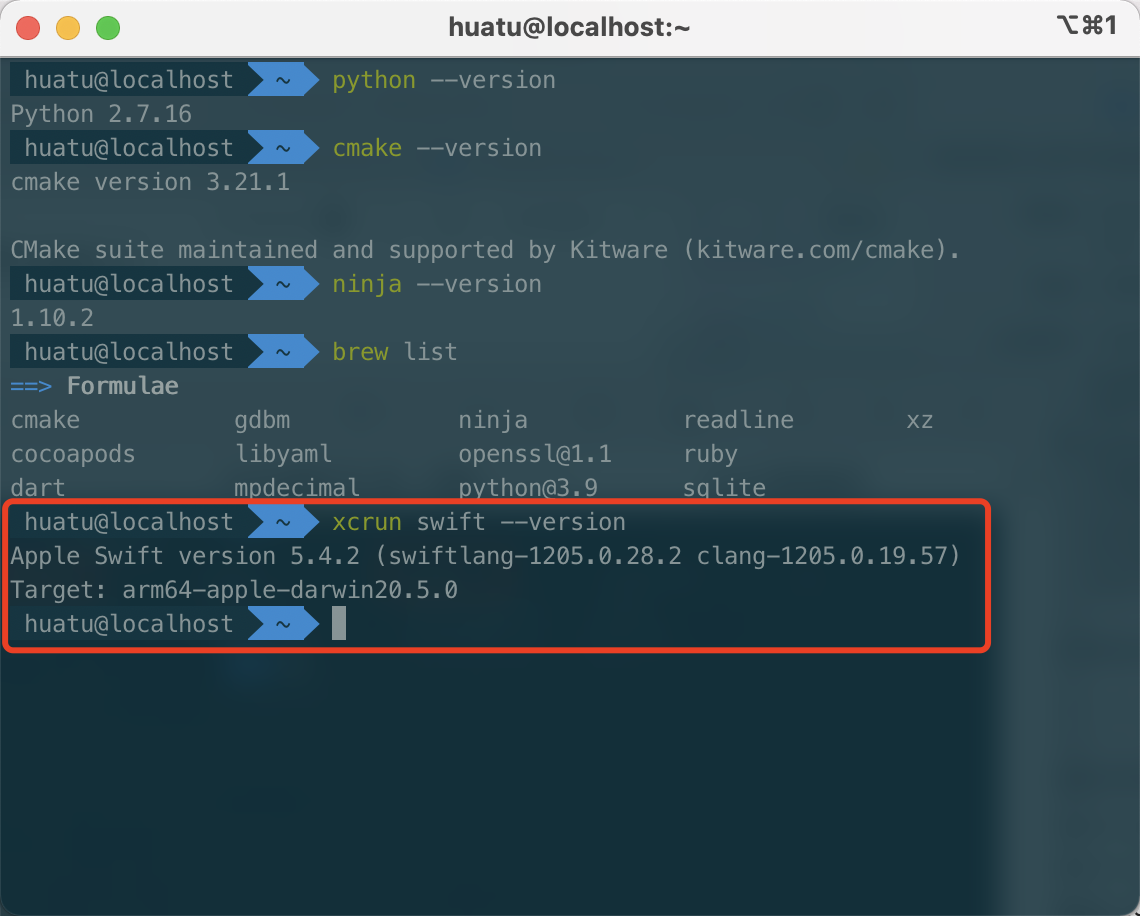 huatu@localhost:~
⌥⌘1
huatu@localhost ~ python --version
Python 2.7.16
huatu@localhost ~ cmake --version
cmake version 3.21.1
CMake suite maintained and supported by Kitware (kitware.com/cmake).
huatu@localhost ~ ninja --version
1.10.2
huatu@localhost ~ brew list
==> Formulae
cmake gdbm ninja readline xz
cocoapods libyaml openssl@1.1 ruby
dart mpdecimal python@3.9 sqlite
huatu@localhost ~ xcrun swift --version
Apple Swift version 5.4.2 (swiftlang-1205.0.28.2 clang-1205.0.19.57)
Target: arm64-apple-darwin20.5.0
huatu@localhost ~